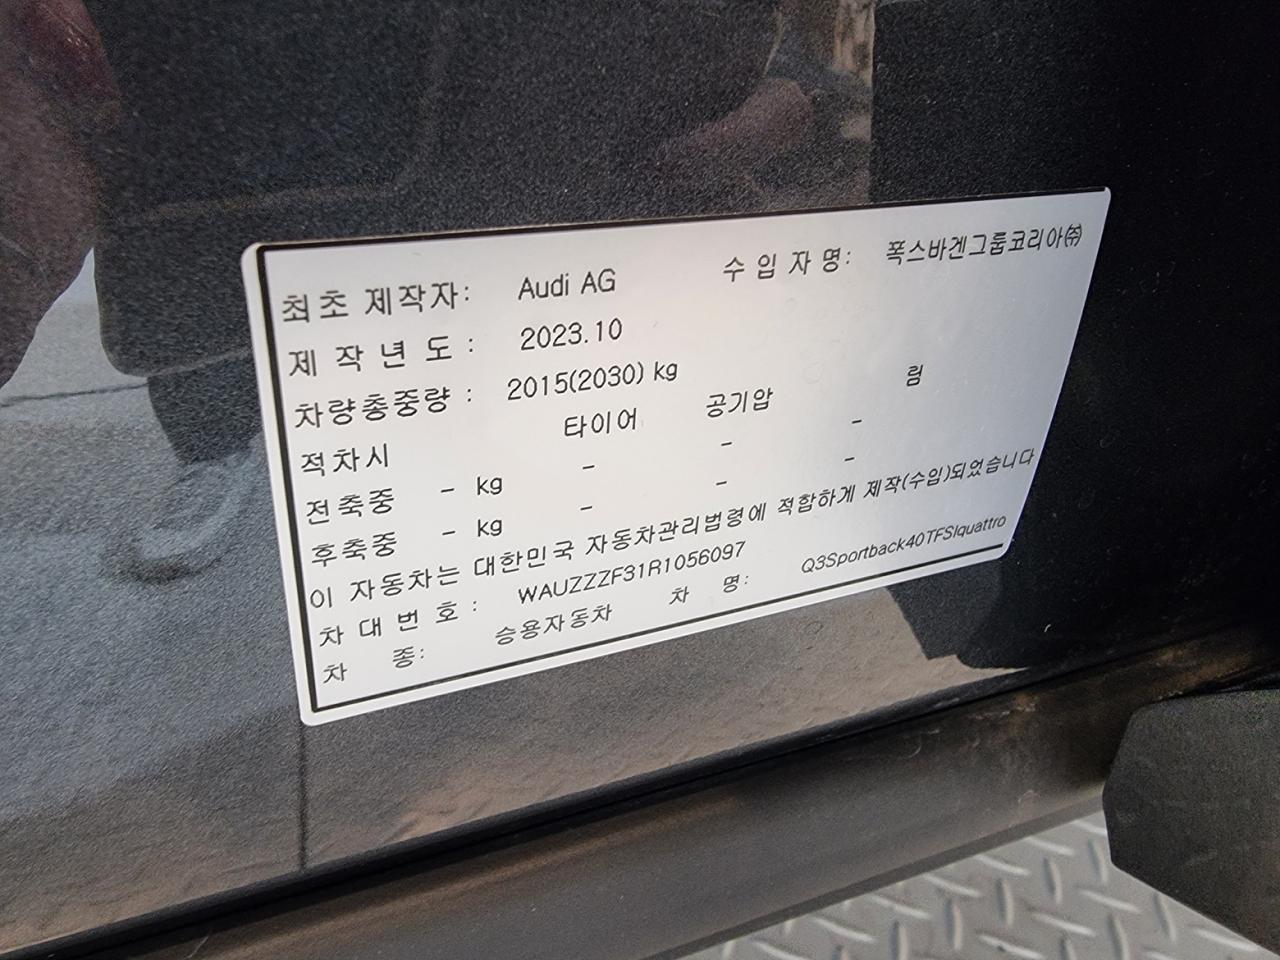 최초 제작자: Audi AG 수 입 자 명: 폭스바겐그룹코리아㈜
제 작 년 도 : 2023.10
차량총중량 : 2015(2030) kg
적차시 타이어 공기압 림
전축중 - kg - - -
후축중 - kg - - -
이 자동차는 대한민국 자동차관리법령에 적합하게 제작(수입)되었습니다
차 대 번 호 : WAUZZZF31R1056097
차 종: 승용자동차 차 명: Q3Sportback40TFSIquattro